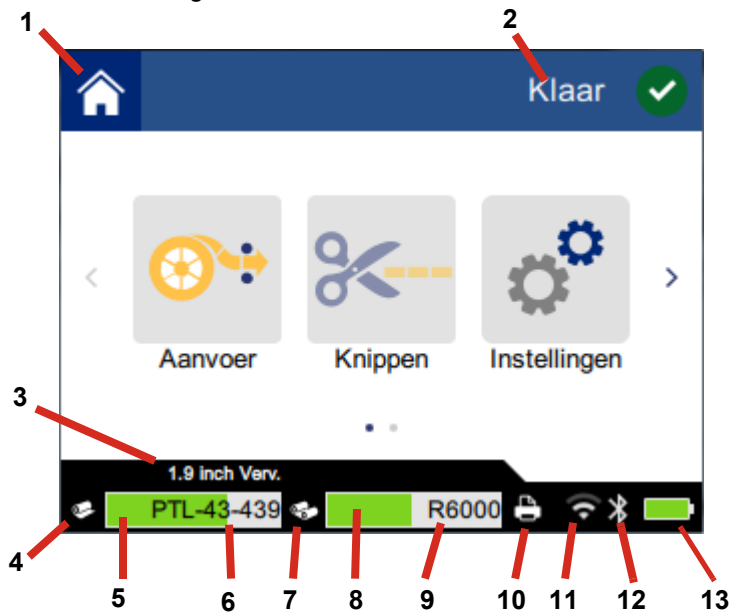 1
2
Klaar
Aanvoer
Knippen
Instellingen
3
1.9 inch Verv.
PTL-43-439
R6000
4
5
6
7
8
9
10
11
12
13